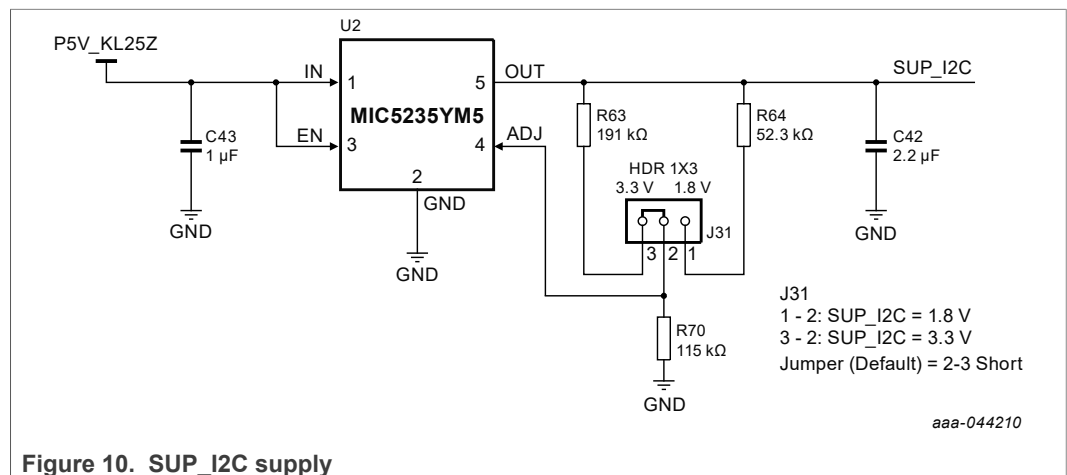 U2
P5V_KL25Z
IN
1
5
OUT
SUP_I2C
MIC5235YM5
EN
3
4
ADJ
2
GND
C43
1 µF
GND
GND
R63
191 kΩ
R64
52.3 kΩ
C42
2.2 µF
GND
HDR 1X3
3.3 V 1.8 V
J31
3 2 1
R70
115 kΩ
GND
J31
1 - 2: SUP_I2C = 1.8 V
3 - 2: SUP_I2C = 3.3 V
Jumper (Default) = 2-3 Short
aaa-044210
Figure 10. SUP_I2C supply